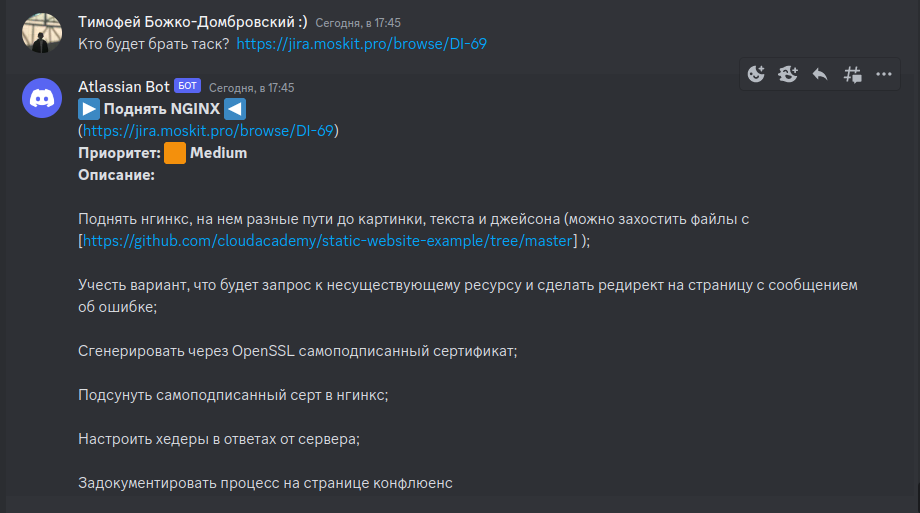 Тимофей Божко-Домбровский :) Сегодня, в 17:45
Кто будет брать таск? https://jira.moskit.pro/browse/DI-69
Atlassian Bot БОТ Сегодня, в 17:45
Поднять NGINX
(https://jira.moskit.pro/browse/DI-69)
Приоритет: Medium
Описание:
Поднять нгинкс, на нем разные пути до картинки, текста и джейсона (можно захостить файлы с
[https://github.com/cloudacademy/static-website-example/tree/master] );
Учесть вариант, что будет запрос к несуществующему ресурсу и сделать редирект на страницу с сообщением
об ошибке;
Сгенерировать через OpenSSL самоподписанный сертификат;
Подсунуть самоподписанный серт в нгинкс;
Настроить хедеры в ответах от сервера;
Задокументировать процесс на странице конфлюенс